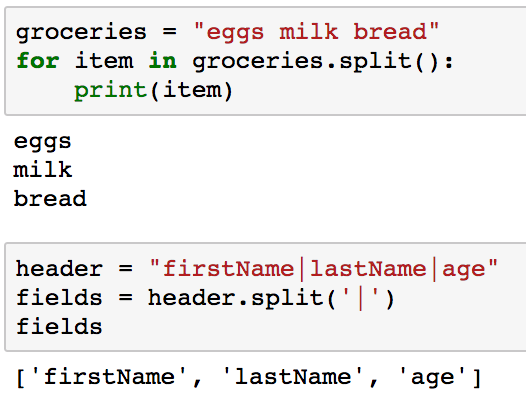 groceries = "eggs milk bread"
for item in groceries.split():
    print(item)
eggs
milk
bread
header = "firstName|lastName|age"
fields = header.split('|')
fields
['firstName', 'lastName', 'age']